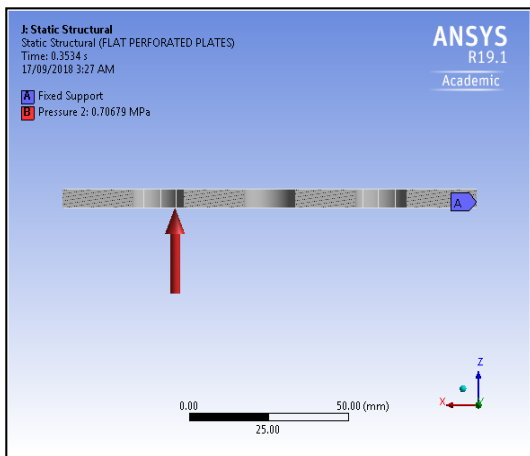 J: Static Structural
Static Structural (FLAT PERFORATED PLATES)
Time: 0.3534 s
17/09/2018 3:27 AM
A Fixed Support
B Pressure 2: 0.70679 MPa
ANSYS
R19.1
Academic
A
Z
X
Y
0.00 50.00 (mm)
25.00